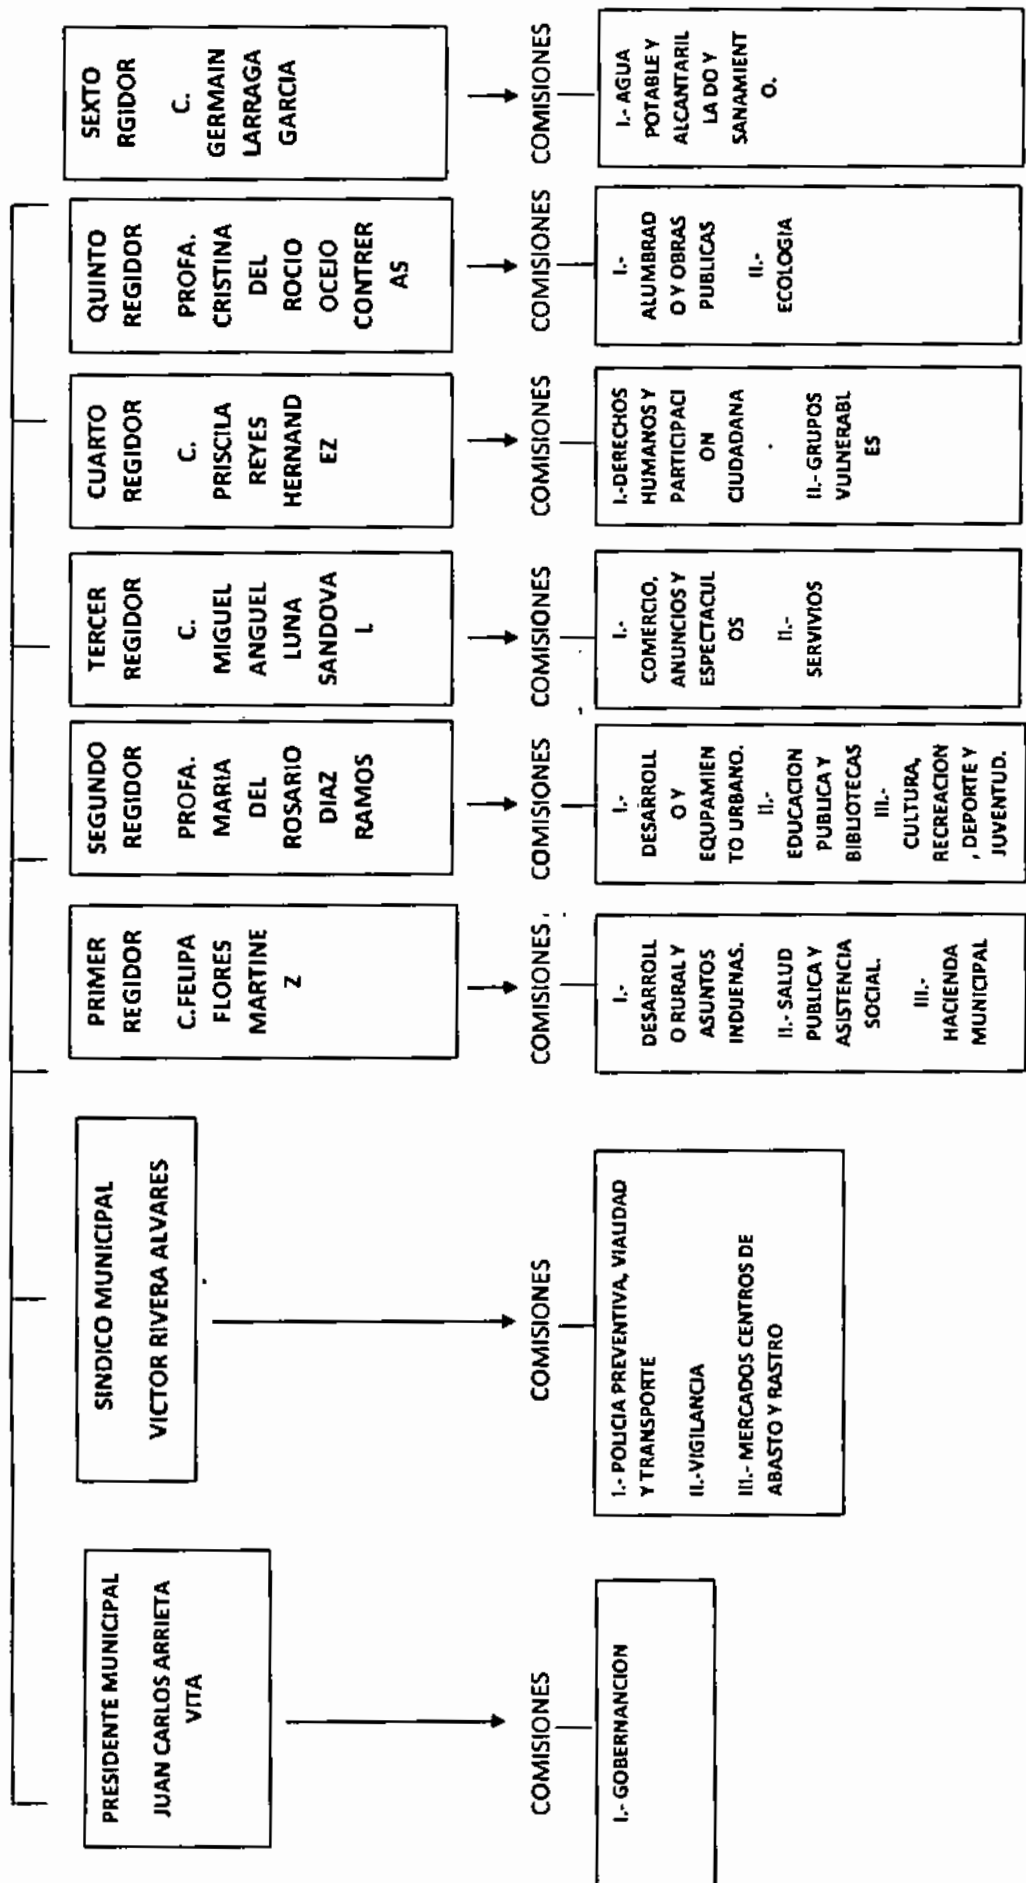 PRESIDENTE MUNICIPAL
JUAN CARLOS ARRIETA
VITA
COMISIONES
I.- GOBERNANCION
SINDICO MUNICIPAL
VICTOR RIVERA ALVARES
COMISIONES
I.- POLICIA PREVENTIVA, VIALIDAD
Y TRANSPORTE
II.-VIGILANCIA
III.- MERCADOS CENTROS DE
ABASTO Y RASTRO
PRIMER
REGIDOR
C.FELIPA
FLORES
MARTINE
Z
COMISIONES
I.-
DESARROLL
O RURAL Y
ASUNTOS
INDUENAS.
II.- SALUD
PUBLICA Y
ASISTENCIA
SOCIAL.
III.-
HACIENDA
MUNICIPAL
SEGUNDO
REGIDOR
PROFA.
MARIA
DEL
ROSARIO
DIAZ
RAMOS
COMISIONES
I.-
DESARROLL
O Y
EQUPAMIEN
TO URBANO.
II.-
EDUCACION
PUBLICA Y
BIBLIOTECAS
III.-
CULTURA,
RECREACION
, DEPORTE Y
JUVENTUD.
TERCER
REGIDOR
C.
MIGUEL
ANGUEL
LUNA
SANDOVA
L
COMISIONES
I.-
COMERCIO,
ANUNCIOS Y
ESPECTACUL
OS
II.-
SERVIVIOS
CUARTO
REGIDOR
C.
PRISCILA
REYES
HERNAND
EZ
COMISIONES
I.-DERECHOS
HUMANOS Y
PARTICIPACI
ON
CIUDADANA
.
II.-GRUPOS
VULNERABL
ES
QUINTO
REGIDOR
PROFA.
CRISTINA
DEL
ROCIO
OCEJO
CONTRER
AS
COMISIONES
I.-
ALUMBRAD
O Y OBRAS
PUBLICAS
II.-
ECOLOGIA
SEXTO
RGIDOR
C.
GERMAIN
LARRAGA
GARCIA
COMISIONES
I.- AGUA
POTABLE Y
ALCANTARIL
LA DO Y
SANAMIENT
O.